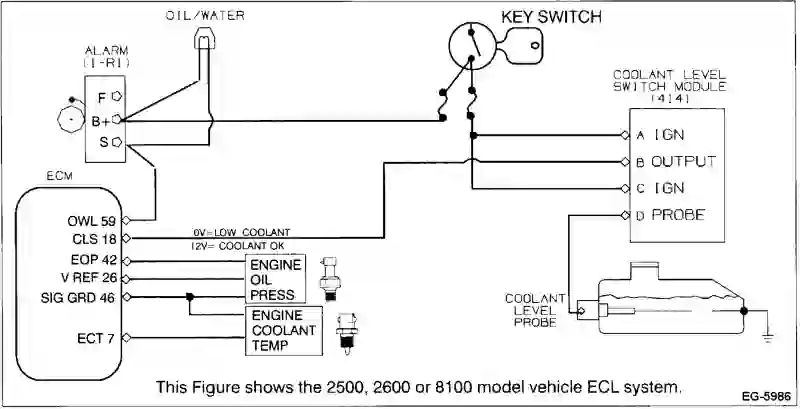 OIL/WATER
KEY SWITCH
ALARM
(I-R1)
F
B+
S
COOLANT LEVEL
SWITCH MODULE
(414)
A IGN
B OUTPUT
C IGN
D PROBE
ECM
OWL 59
CLS 18
EOP 42
V REF 26
SIG GRD 46
ECT 7
0V=LOW COOLANT
12V= COOLANT OK
ENGINE
OIL
PRESS
ENGINE
COOLANT
TEMP
COOLANT
LEVEL
PROBE
This Figure shows the 2500, 2600 or 8100 model vehicle ECL system.
EG-5986